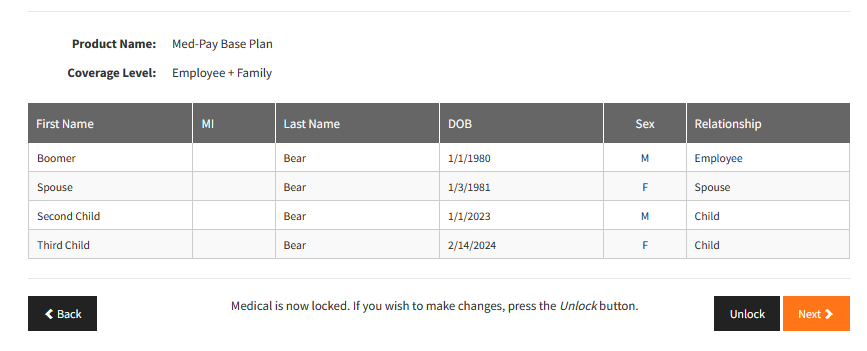 Product Name: Med-Pay Base Plan
Coverage Level: Employee + Family
First Name MI Last Name DOB Sex Relationship
Boomer Bear 1/1/1980 M Employee
Spouse Bear 1/3/1981 F Spouse
Second Child Bear 1/1/2023 M Child
Third Child Bear 2/14/2024 F Child
Back Medical is now locked. If you wish to make changes, press the Unlock button. Unlock Next